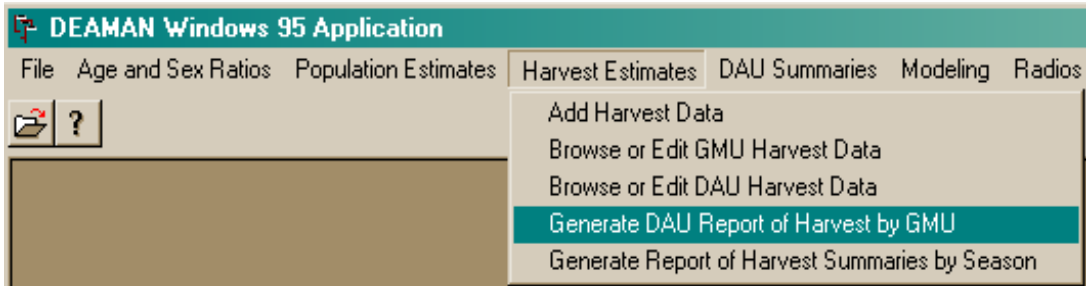 DEAMAN Windows 95 Application
File Age and Sex Ratios Population Estimates Harvest Estimates DAU Summaries Modeling Radios
?
Add Harvest Data
Browse or Edit GMU Harvest Data
Browse or Edit DAU Harvest Data
Generate DAU Report of Harvest by GMU
Generate Report of Harvest Summaries by Season